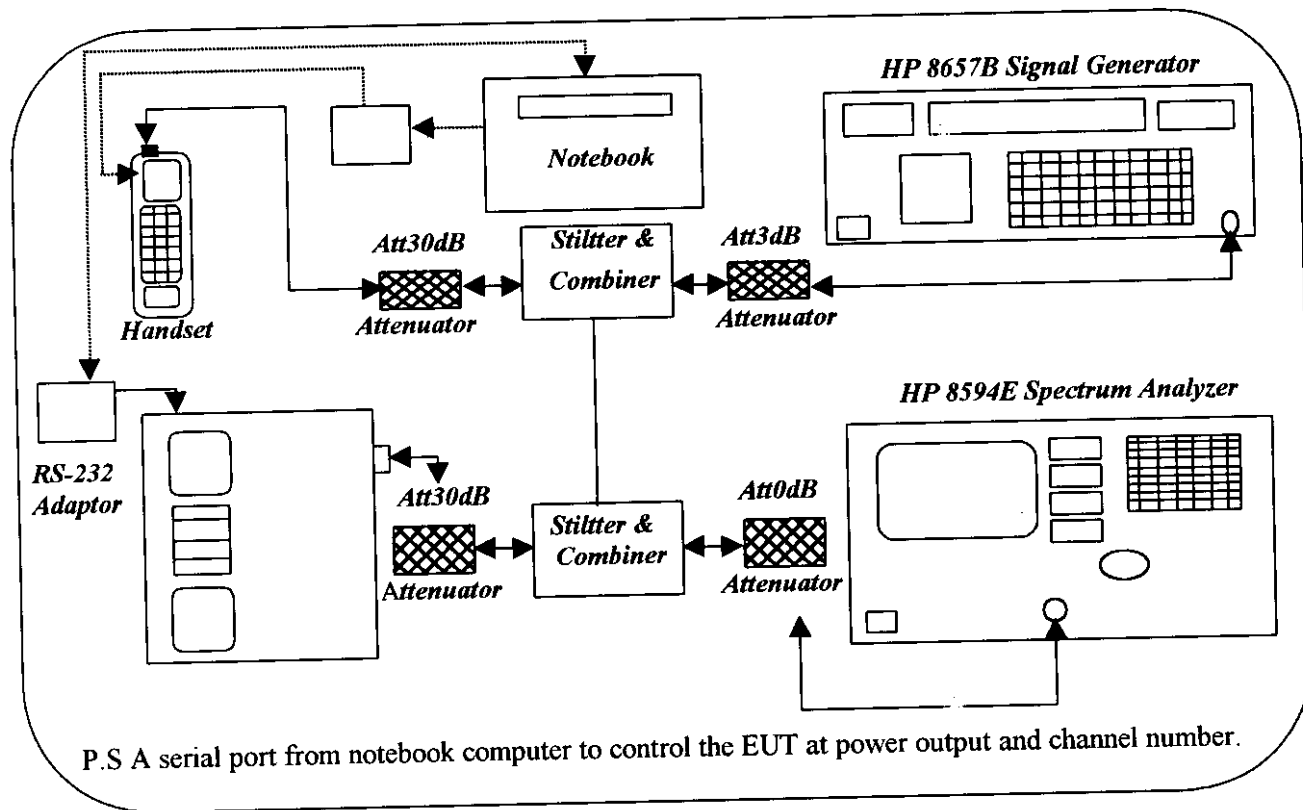 HP 8657B Signal Generator
Notebook
Att30dB
Stiltter &
Combiner
Att3dB
Attenuator
Attenuator
Handset
HP 8594E Spectrum Analyzer
RS-232
Adaptor
Att30dB
Stiltter &
Combiner
Att0dB
Attenuator
Attenuator
P.S A serial port from notebook computer to control the EUT at power output and channel number.